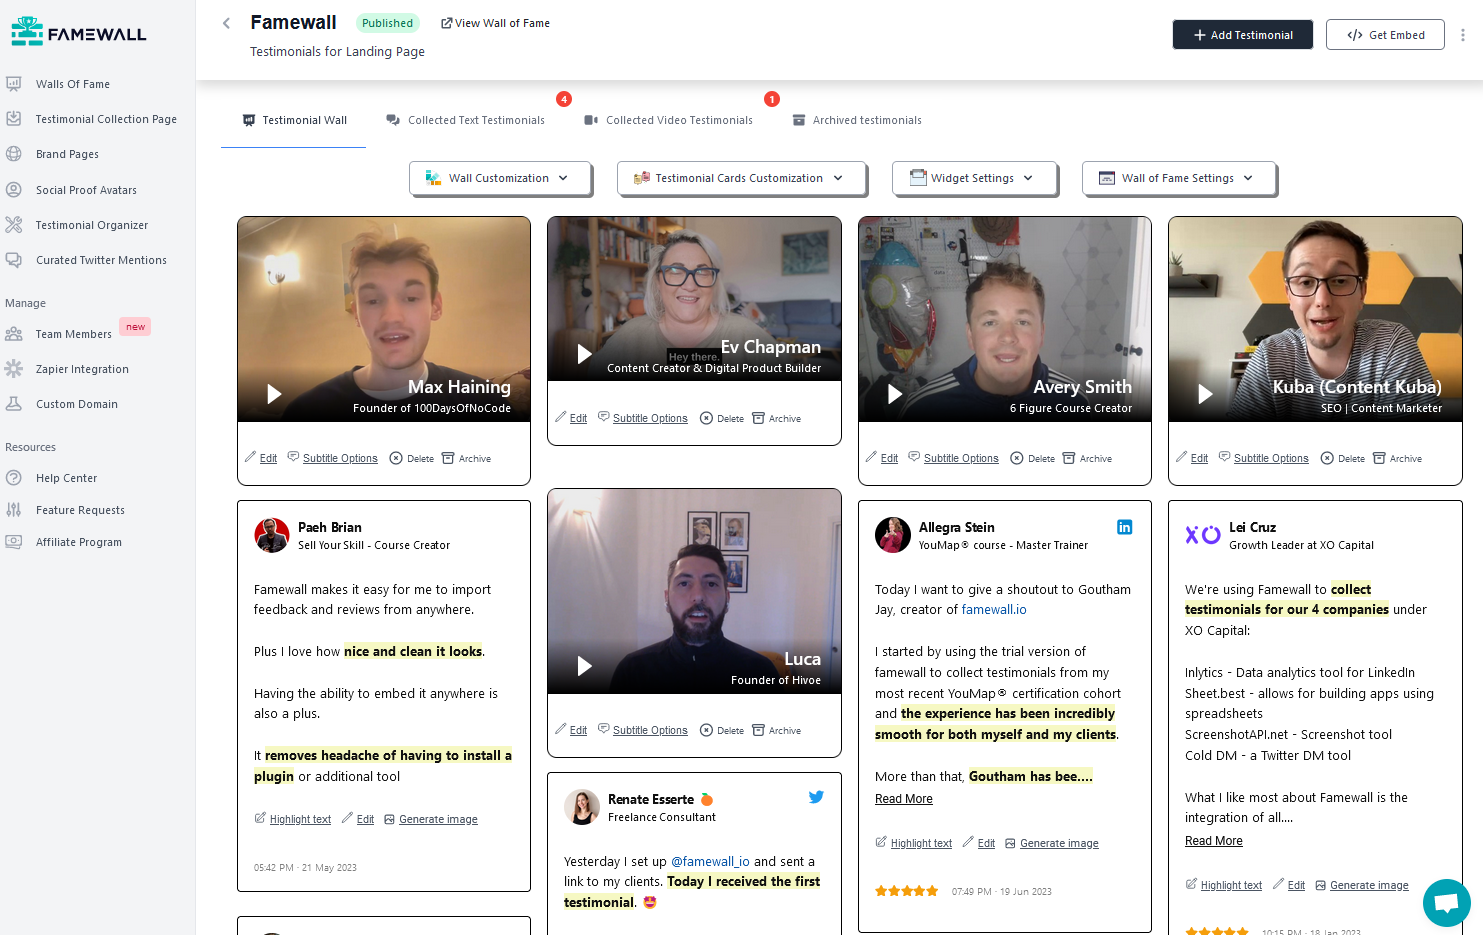 FAMEWALL
Walls Of Fame
Testimonial Collection Page
Brand Pages
Social Proof Avatars
Testimonial Organizer
Curated Twitter Mentions
Manage
Team Members new
Zapier Integration
Custom Domain
Resources
Help Center
Feature Requests
Affiliate Program
Famewall Published View Wall of Fame
Testimonials for Landing Page
Add Testimonial
Get Embed
Testimonial Wall
Collected Text Testimonials 4
Collected Video Testimonials 1
Archived testimonials
Wall Customization
Testimonial Cards Customization
Widget Settings
Wall of Fame Settings
Max Haining
Founder of 100DaysOfNoCode
Edit Subtitle Options Delete Archive
Paeh Brian
Sell Your Skill - Course Creator
Famewall makes it easy for me to import
feedback and reviews from anywhere.
Plus I love how nice and clean it looks.
Having the ability to embed it anywhere is
also a plus.
It removes headache of having to install a
plugin or additional tool
Highlight text Edit Generate image
05:42 PM · 21 May 2023
Hey there.
Ev Chapman
Content Creator & Digital Product Builder
Edit Subtitle Options Delete Archive
Luca
Founder of Hivoe
Edit Subtitle Options Delete Archive
Renate Esserte 🍊
Freelance Consultant
Yesterday I set up @famewall_io and sent a
link to my clients. Today I received the first
testimonial. 🤩
Avery Smith
6 Figure Course Creator
Edit Subtitle Options Delete Archive
Allegra Stein
YouMap® course - Master Trainer
in
Today I want to give a shoutout to Goutham
Jay, creator of famewall.io
I started by using the trial version of
famewall to collect testimonials from my
most recent YouMap® certification cohort
and the experience has been incredibly
smooth for both myself and my clients.
More than that, Goutham has bee....
Read More
Highlight text Edit Generate image
07:49 PM · 19 Jun 2023
Kuba (Content Kuba)
SEO | Content Marketer
Edit Subtitle Options Delete Archive
XO
Lei Cruz
Growth Leader at XO Capital
We're using Famewall to collect
testimonials for our 4 companies under
XO Capital:
Inlytics - Data analytics tool for LinkedIn
Sheet.best - allows for building apps using
spreadsheets
ScreenshotAPI.net - Screenshot tool
Cold DM - a Twitter DM tool
What I like most about Famewall is the
integration of all....
Read More
Highlight text Edit Generate image
10:15 PM · 18 Jan 2023